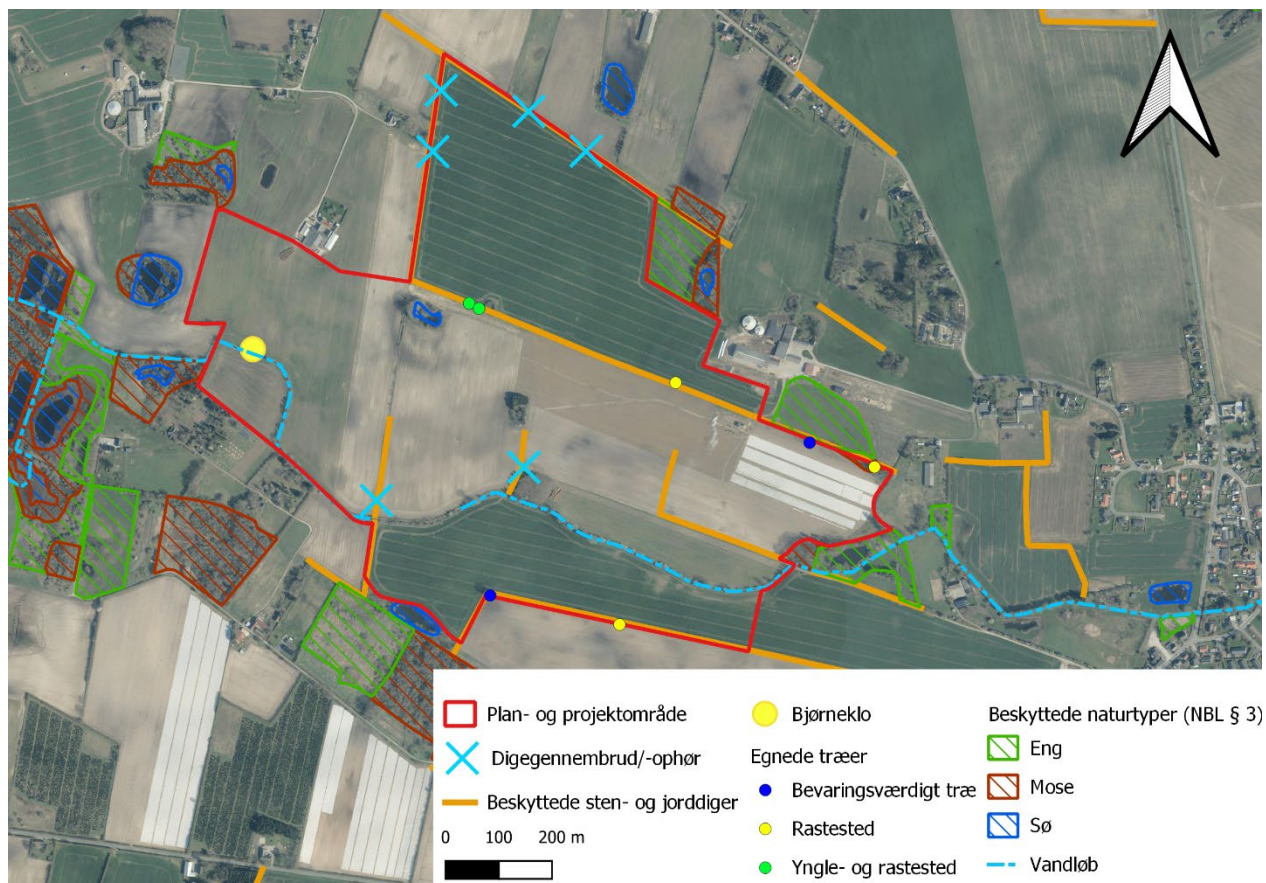 Plan- og projektområde
Digegennembrud/-ophør
Beskyttede sten- og jorddiger
0 100 200 m
Bjørneklo
Egnede træer
Bevaringsværdigt træ
Rastested
Yngle- og rastested
Beskyttede naturtyper (NBL § 3)
Eng
Mose
Sø
Vandløb